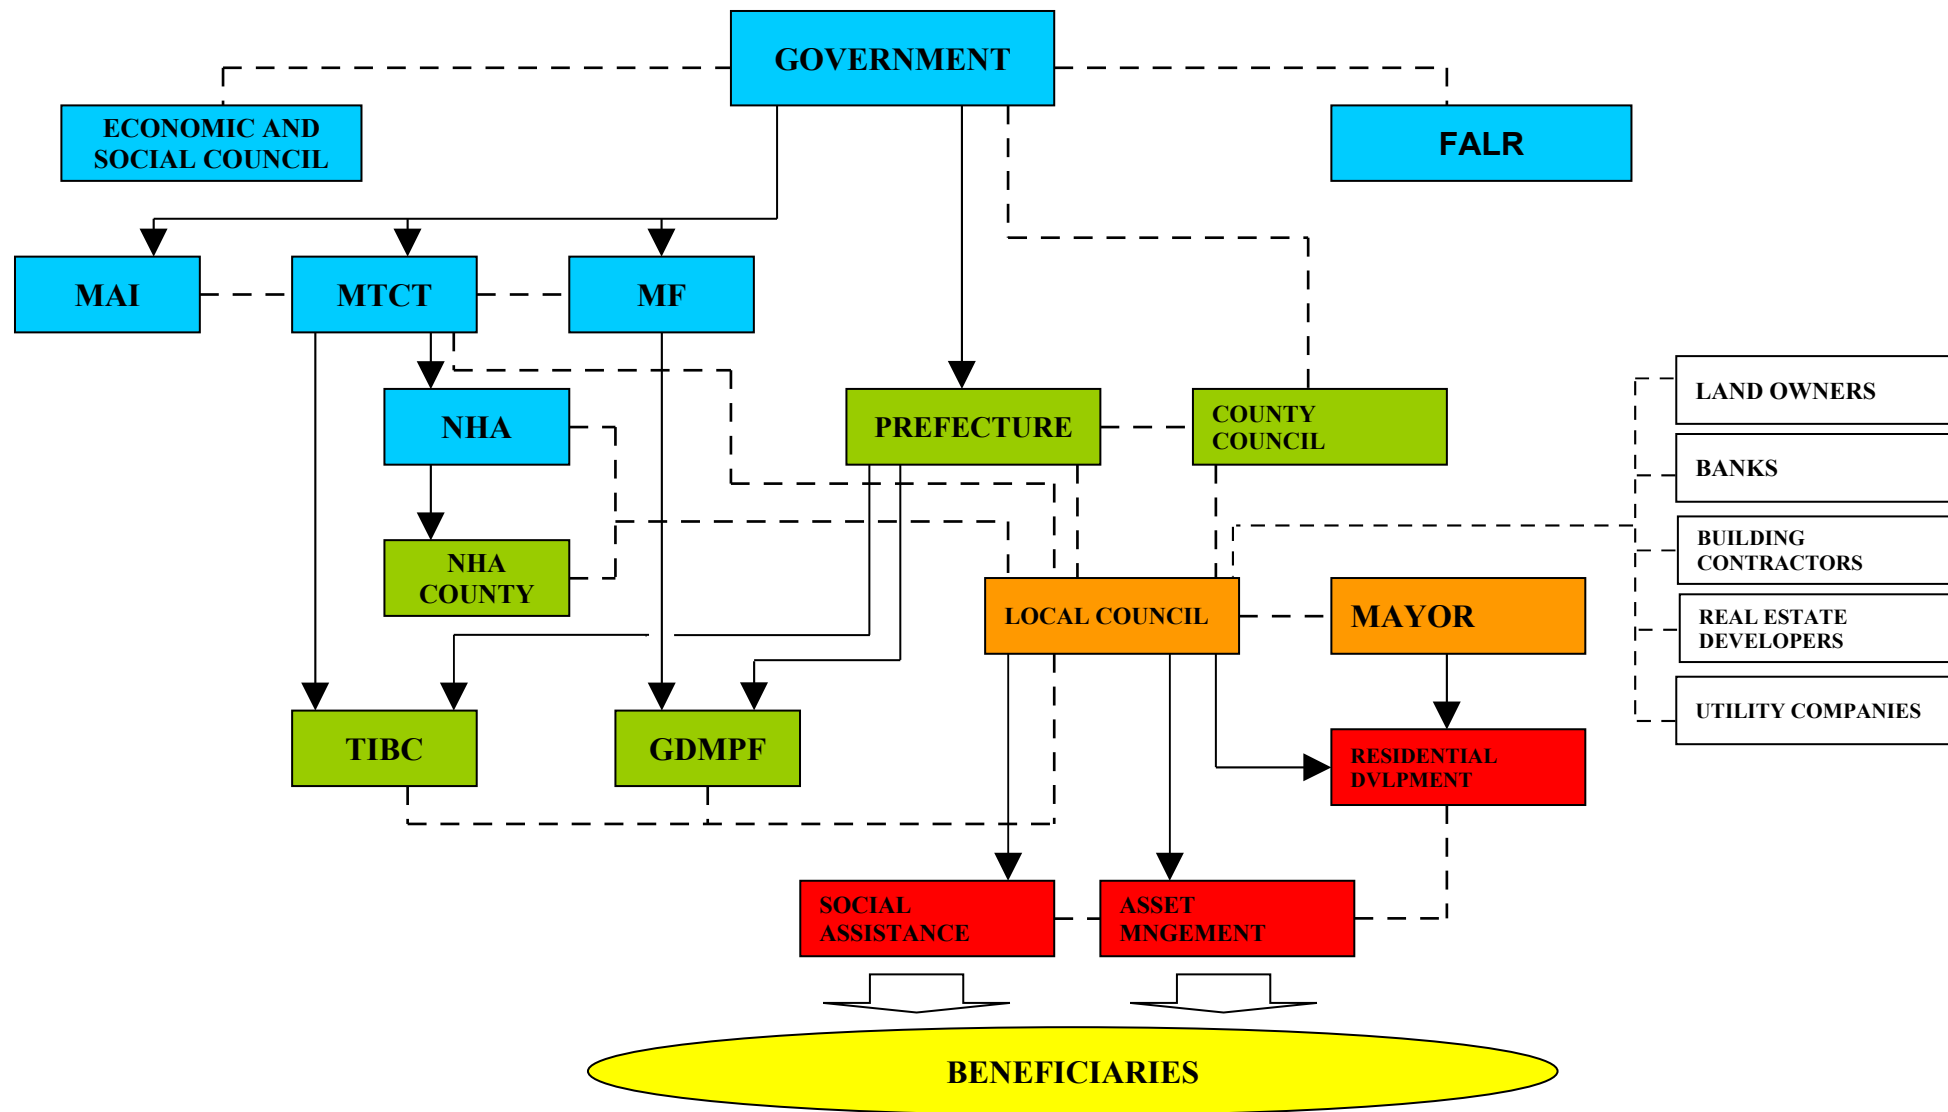 GOVERNMENT
ECONOMIC AND
SOCIAL COUNCIL
FALR
MAI
MTCT
MF
NHA
PREFECTURE
COUNTY
COUNCIL
LAND OWNERS
BANKS
BUILDING
CONTRACTORS
NHA
COUNTY
LOCAL COUNCIL
MAYOR
REAL ESTATE
DEVELOPERS
UTILITY COMPANIES
TIBC
GDMPF
RESIDENTIAL
DVLPMENT
SOCIAL
ASSISTANCE
ASSET
MNGEMENT
BENEFICIARIES